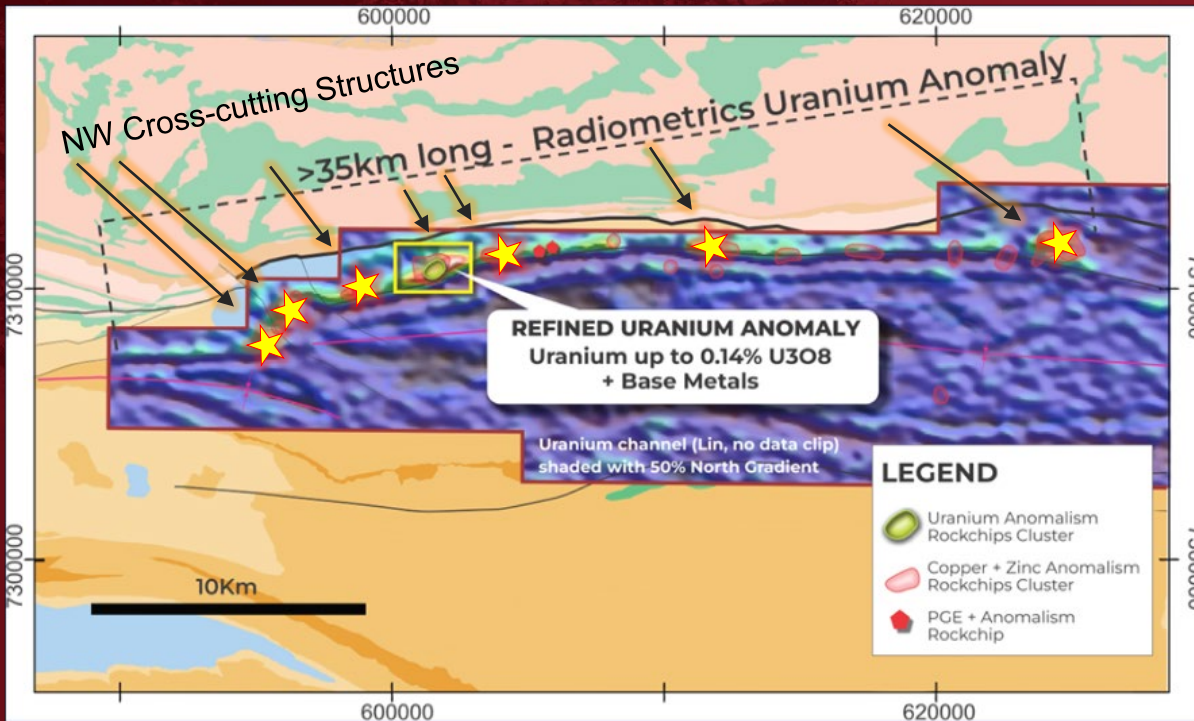 600000
620000
NW Cross-cutting Structures
>35km long - Radiometrics Uranium Anomaly
7310000
REFINED URANIUM ANOMALY
Uranium up to 0.14% U3O8
+ Base Metals
Uranium channel (Lin, no data clip)
shaded with 50% North Gradient
LEGEND
Uranium Anomalism
Rockchips Cluster
Copper + Zinc Anomalism
Rockchips Cluster
PGE + Anomalism
Rockchip
7300000
10Km
600000
620000